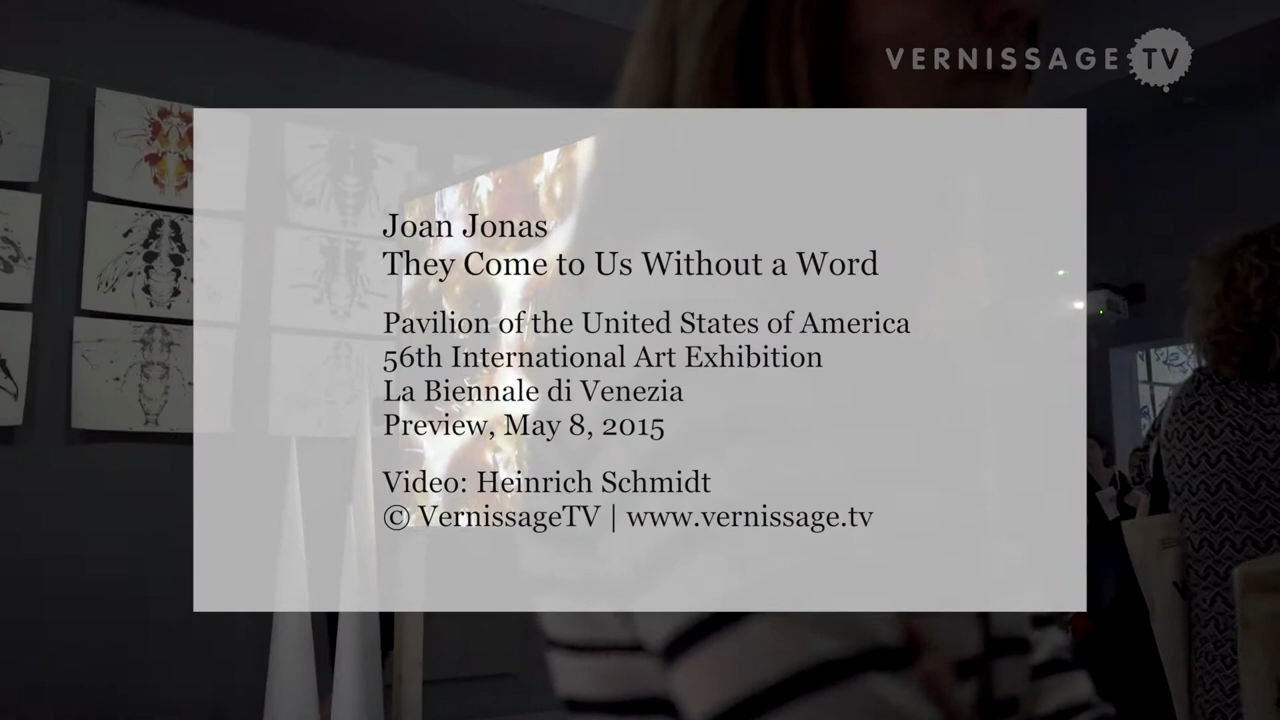 VERNISSAGE TV
Joan Jonas
They Come to Us Without a Word
Pavilion of the United States of America
56th International Art Exhibition
La Biennale di Venezia
Preview, May 8, 2015
Video: Heinrich Schmidt
© VernissageTV | www.vernissage.tv